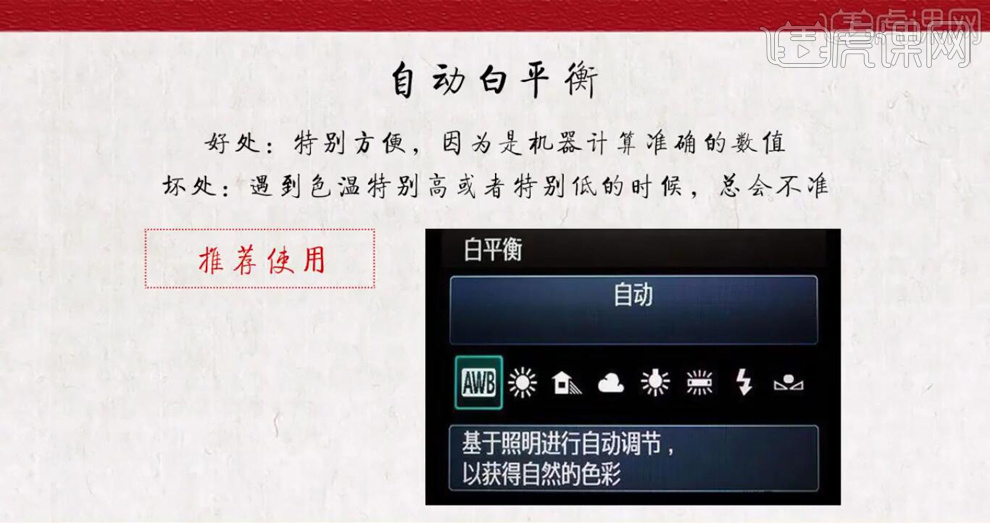 虎课网
自动白平衡
好处：特别方便，因为是机器计算准确的数值
坏处：遇到色温特别高或者特别低的时候，总会不准
推荐使用
白平衡
自动
AWB
基于照明进行自动调节，
以获得自然的色彩